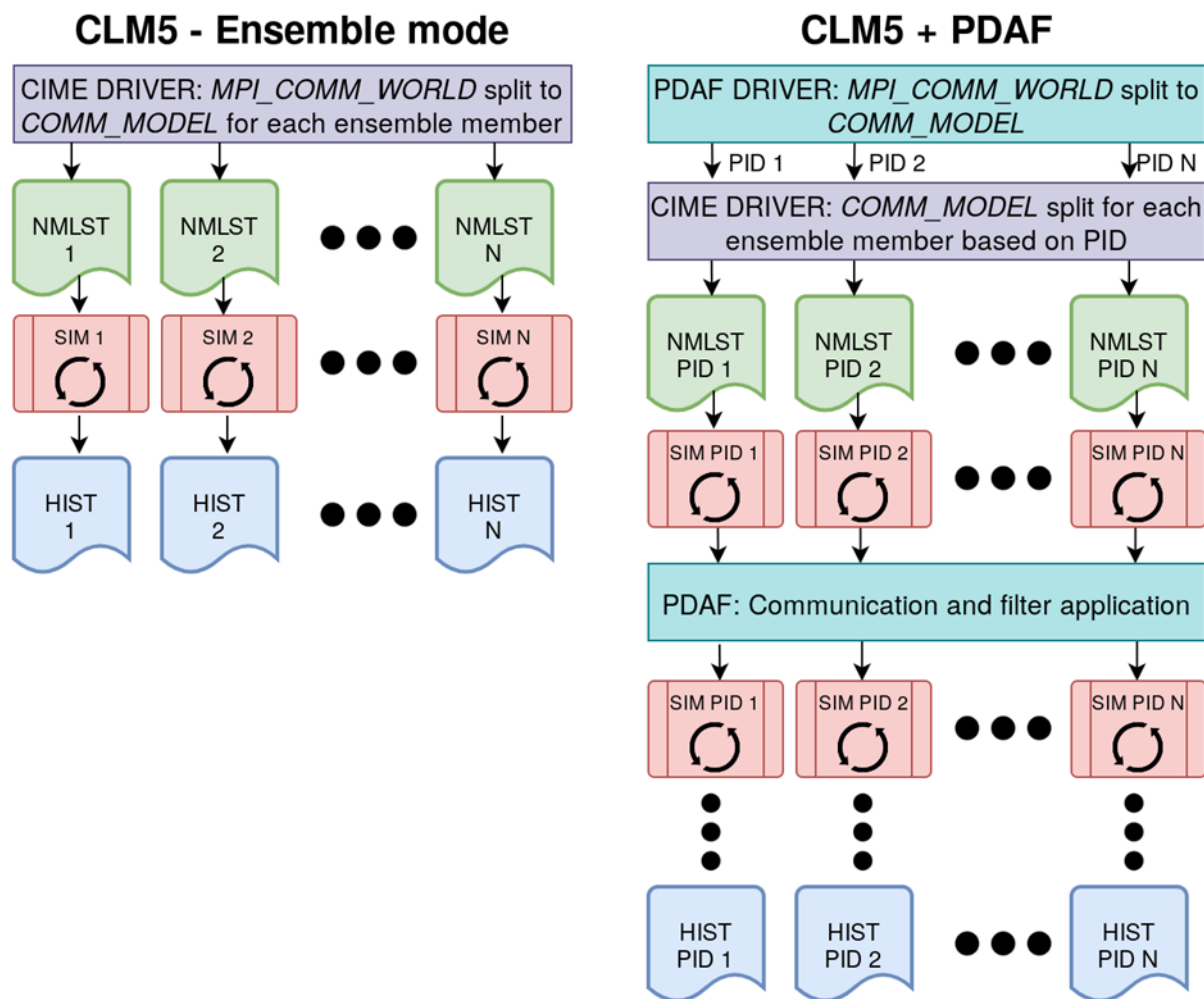 CLM5 - Ensemble mode
CIME DRIVER: MPI_COMM_WORLD split to
COMM_MODEL for each ensemble member
NMLST
1
NMLST
2
NMLST
N
SIM 1
SIM 2
SIM N
HIST
1
HIST
2
HIST
N
CLM5 + PDAF
PDAF DRIVER: MPI_COMM_WORLD split to
COMM_MODEL
PID 1
PID 2
PID N
CIME DRIVER: COMM_MODEL split for each
ensemble member based on PID
NMLST
PID 1
NMLST
PID 2
NMLST
PID N
SIM PID 1
SIM PID 2
SIM PID N
PDAF: Communication and filter application
SIM PID 1
SIM PID 2
SIM PID N
HIST
PID 1
HIST
PID 2
HIST
PID N